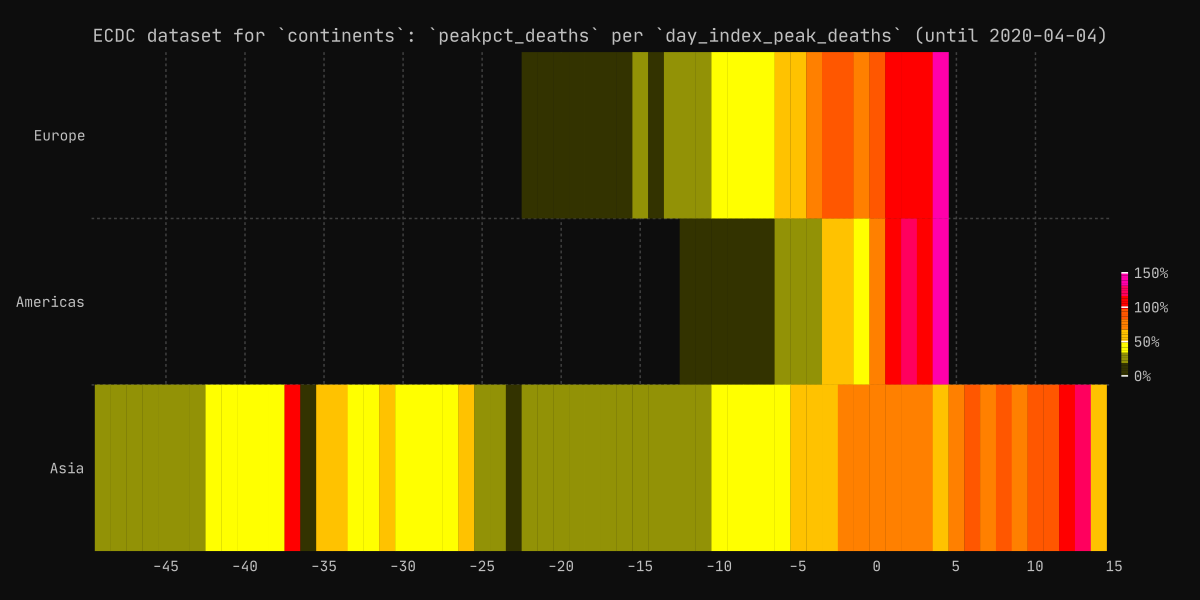 ECDC dataset for `continents`: `peakpct_deaths` per `day_index_peak_deaths` (until 2020-04-04)
Europe
Americas
Asia
150%
100%
50%
0%
-45 -40 -35 -30 -25 -20 -15 -10 -5 0 5 10 15